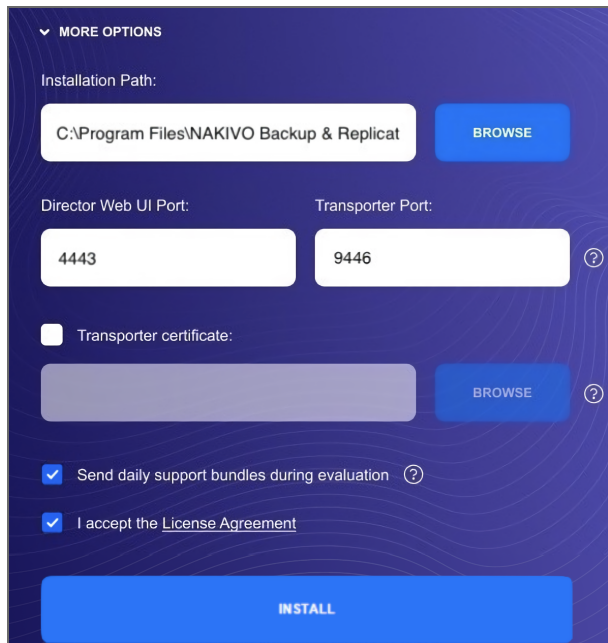 MORE OPTIONS
Installation Path:
C:\Program Files\NAKIVO Backup & Replicat
BROWSE
Director Web UI Port: Transporter Port:
4443 9446 ?
Transporter certificate:
BROWSE ?
Send daily support bundles during evaluation ?
I accept the License Agreement
INSTALL